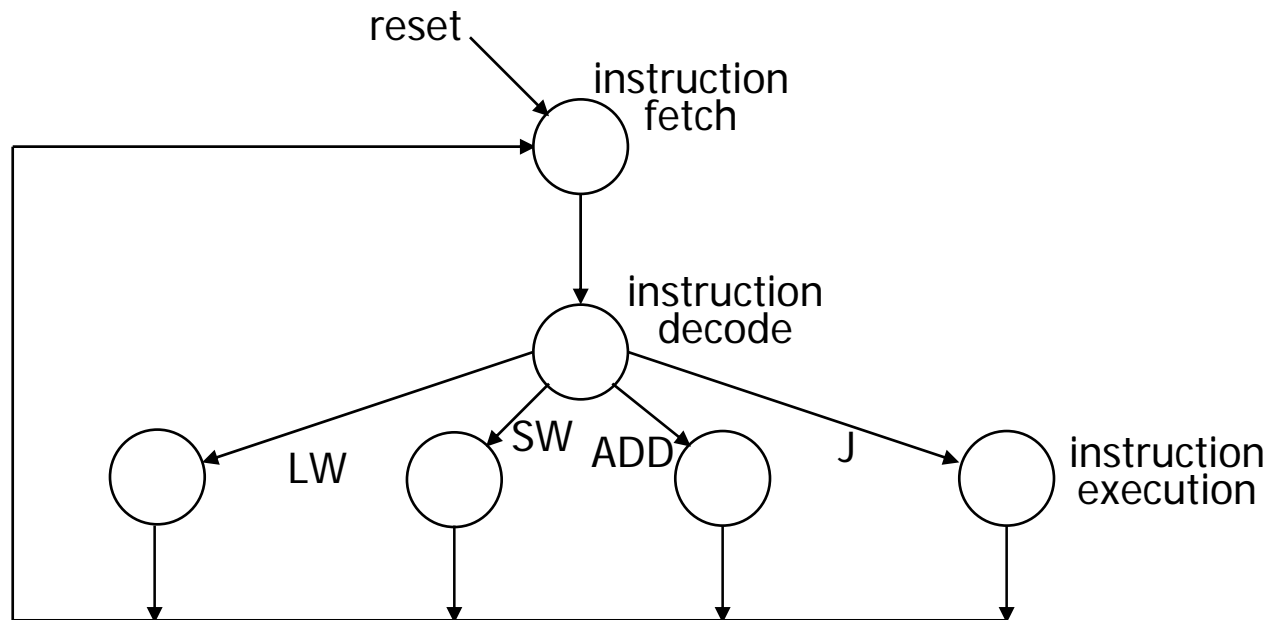 reset
instruction
fetch
instruction
decode
LW
SW
ADD
J
instruction
execution